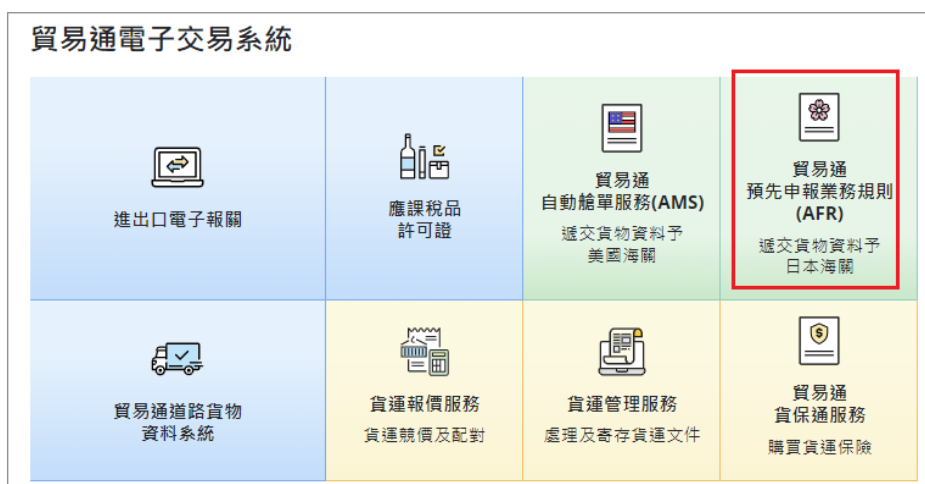 貿易通電子交易系統
進出口電子報關
應課稅品
許可證
貿易通
自動艙單服務(AMS)
遞交貨物資料予
美國海關
貿易通
預先申報業務規則
(AFR)
遞交貨物資料予
日本海關
貿易通道路貨物
資料系統
貨運報價服務
貨運競價及配對
貨運管理服務
處理及寄存貨運文件
貿易通
貨保通服務
購買貨運保險